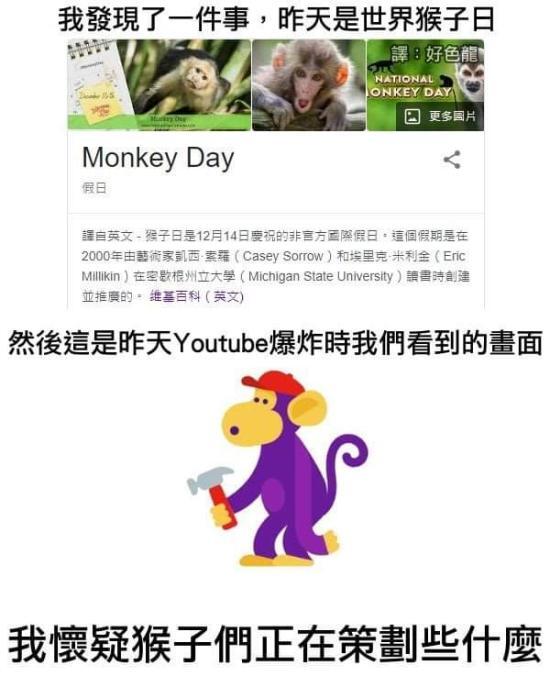 我發現了一件事，昨天是世界猴子日
譯：好色龍
NATIONAL
MONKEY DAY
Monkey Day
更多圖片
Monkey Day
假日
譯自英文 - 猴子日是12月14日慶祝的非官方國際假日。這個假期是在
2000年由藝術家凱西·索羅（Casey Sorrow）和埃里克·米利金（Eric
Millikin）在密歇根州立大學（Michigan State University）讀書時創建
並推廣的。 維基百科（英文)
然後這是昨天Youtube爆炸時我們看到的畫面
我懷疑猴子們正在策劃些什麼